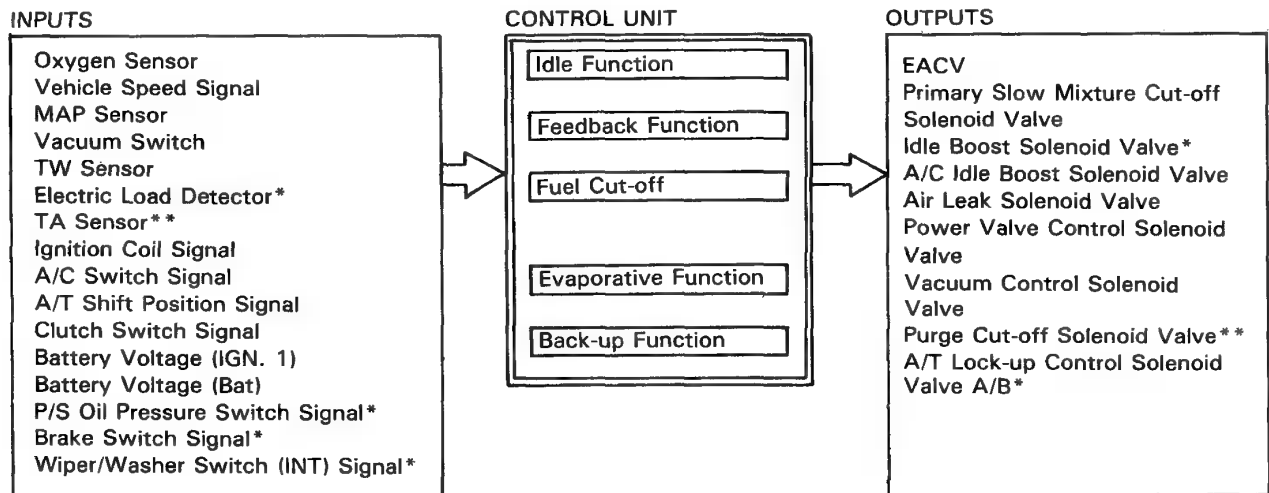 INPUTS
Oxygen Sensor
Vehicle Speed Signal
MAP Sensor
Vacuum Switch
TW Sensor
Electric Load Detector*
TA Sensor**
Ignition Coil Signal
A/C Switch Signal
A/T Shift Position Signal
Clutch Switch Signal
Battery Voltage (IGN. 1)
Battery Voltage (Bat)
P/S Oil Pressure Switch Signal*
Brake Switch Signal*
Wiper/Washer Switch (INT) Signal*
CONTROL UNIT
Idle Function
Feedback Function
Fuel Cut-off
Evaporative Function
Back-up Function
OUTPUTS
EACV
Primary Slow Mixture Cut-off
Solenoid Valve
Idle Boost Solenoid Valve*
A/C Idle Boost Solenoid Valve
Air Leak Solenoid Valve
Power Valve Control Solenoid
Valve
Vacuum Control Solenoid
Valve
Purge Cut-off Solenoid Valve**
A/T Lock-up Control Solenoid
Valve A/B*